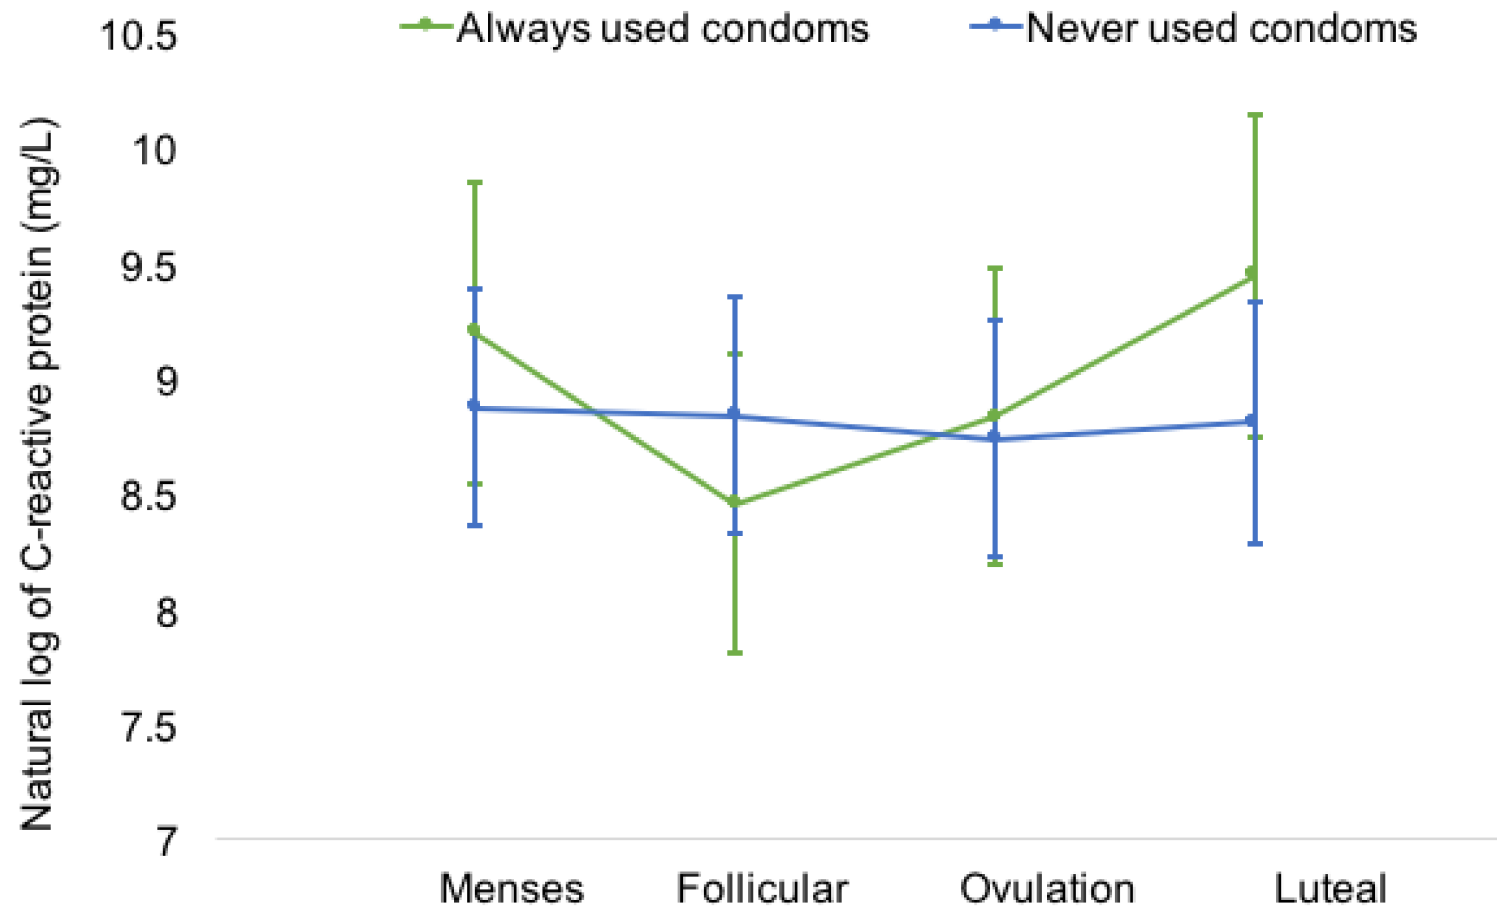 Always used condoms
Never used condoms
10.5
10
9.5
9
8.5
8
7.5
7
Natural log of C-reactive protein (mg/L)
Menses
Follicular
Ovulation
Luteal